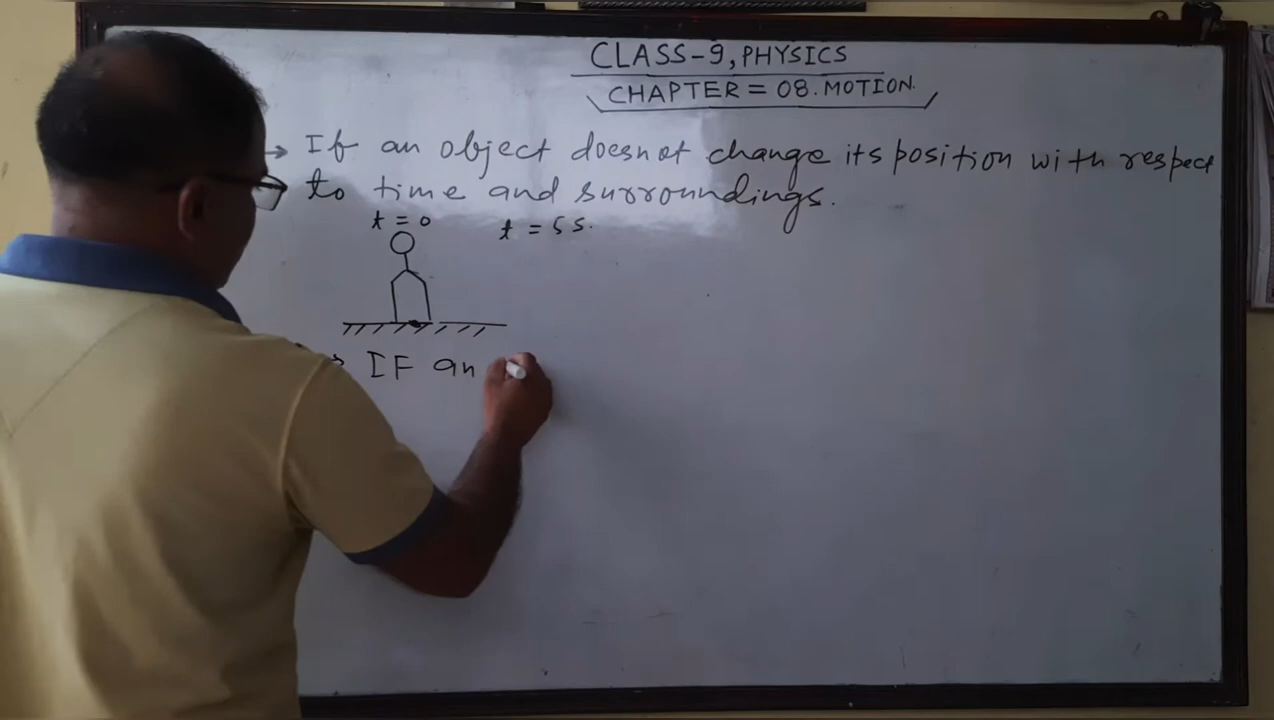 CLASS-9, PHYSICS
CHAPTER = 08. MOTION.
→ If an object doesnot change its position with respect
to time and surroundings.
t = 0 t = 5s.
→ IF an